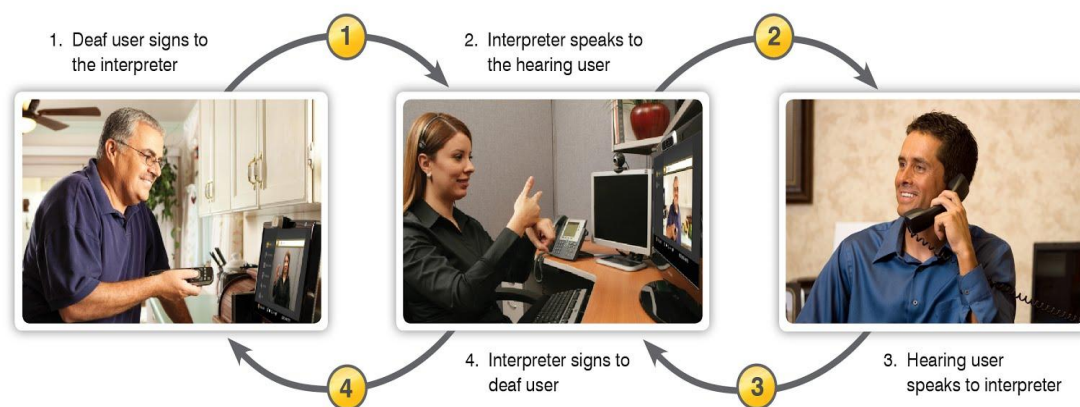 1. Deaf user signs to
the interpreter
1
2. Interpreter speaks to
the hearing user
2
3. Hearing user
speaks to interpreter
3
4. Interpreter signs to
deaf user
4